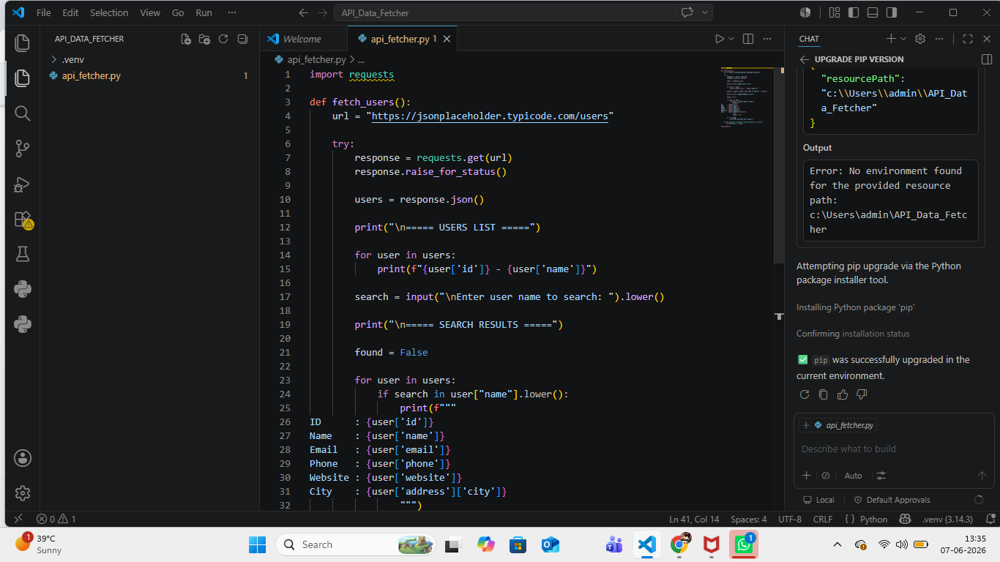 File Edit Selection View Go Run ···
API_Data_Fetcher
API_DATA_FETCHER
.venv
api_fetcher.py 1
Welcome
api_fetcher.py 1
api_fetcher.py > ...
1 import requests
2
3 def fetch_users():
4 url = "https://jsonplaceholder.typicode.com/users"
5
6 try:
7 response = requests.get(url)
8 response.raise_for_status()
9
10 users = response.json()
11
12 print("\n===== USERS LIST =====")
13
14 for user in users:
15 print(f"{user['id']} - {user['name']}")
16
17 search = input("\nEnter user name to search: ").lower()
18
19 print("\n===== SEARCH RESULTS =====")
20
21 found = False
22
23 for user in users:
24 if search in user["name"].lower():
25 print(f"""
26 ID : {user['id']}
27 Name : {user['name']}
28 Email : {user['email']}
29 Phone : {user['phone']}
30 Website : {user['website']}
31 City : {user['address']['city']}
32 """)
CHAT
UPGRADE PIP VERSION
{
"resourcePath":
"c:\\Users\\admin\\API_Dat
a_Fetcher"
}
Output
Error: No environment found
for the provided resource
path:
c:\Users\admin\API_Data_Fetc
her
Attempting pip upgrade via the Python
package installer tool.
Installing Python package 'pip'
Confirming installation status
✅ pip was successfully upgraded in the
current environment.
+ api_fetcher.py
Describe what to build
Auto
Local Default Approvals
0 1
Ln 41, Col 14 Spaces: 4 UTF-8 CRLF {} Python .venv (3.14.3)
1
39°C
Sunny
Search
1
13:35
07-06-2026